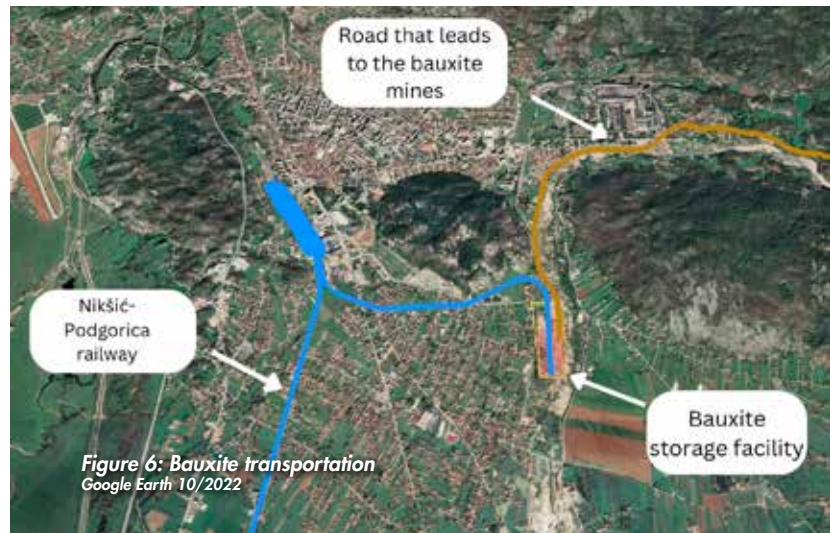 Road that leads
to the bauxite
mines
Nikšić-
Podgorica
railway
Bauxite
storage facility
Figure 6: Bauxite transportation
Google Earth 10/2022